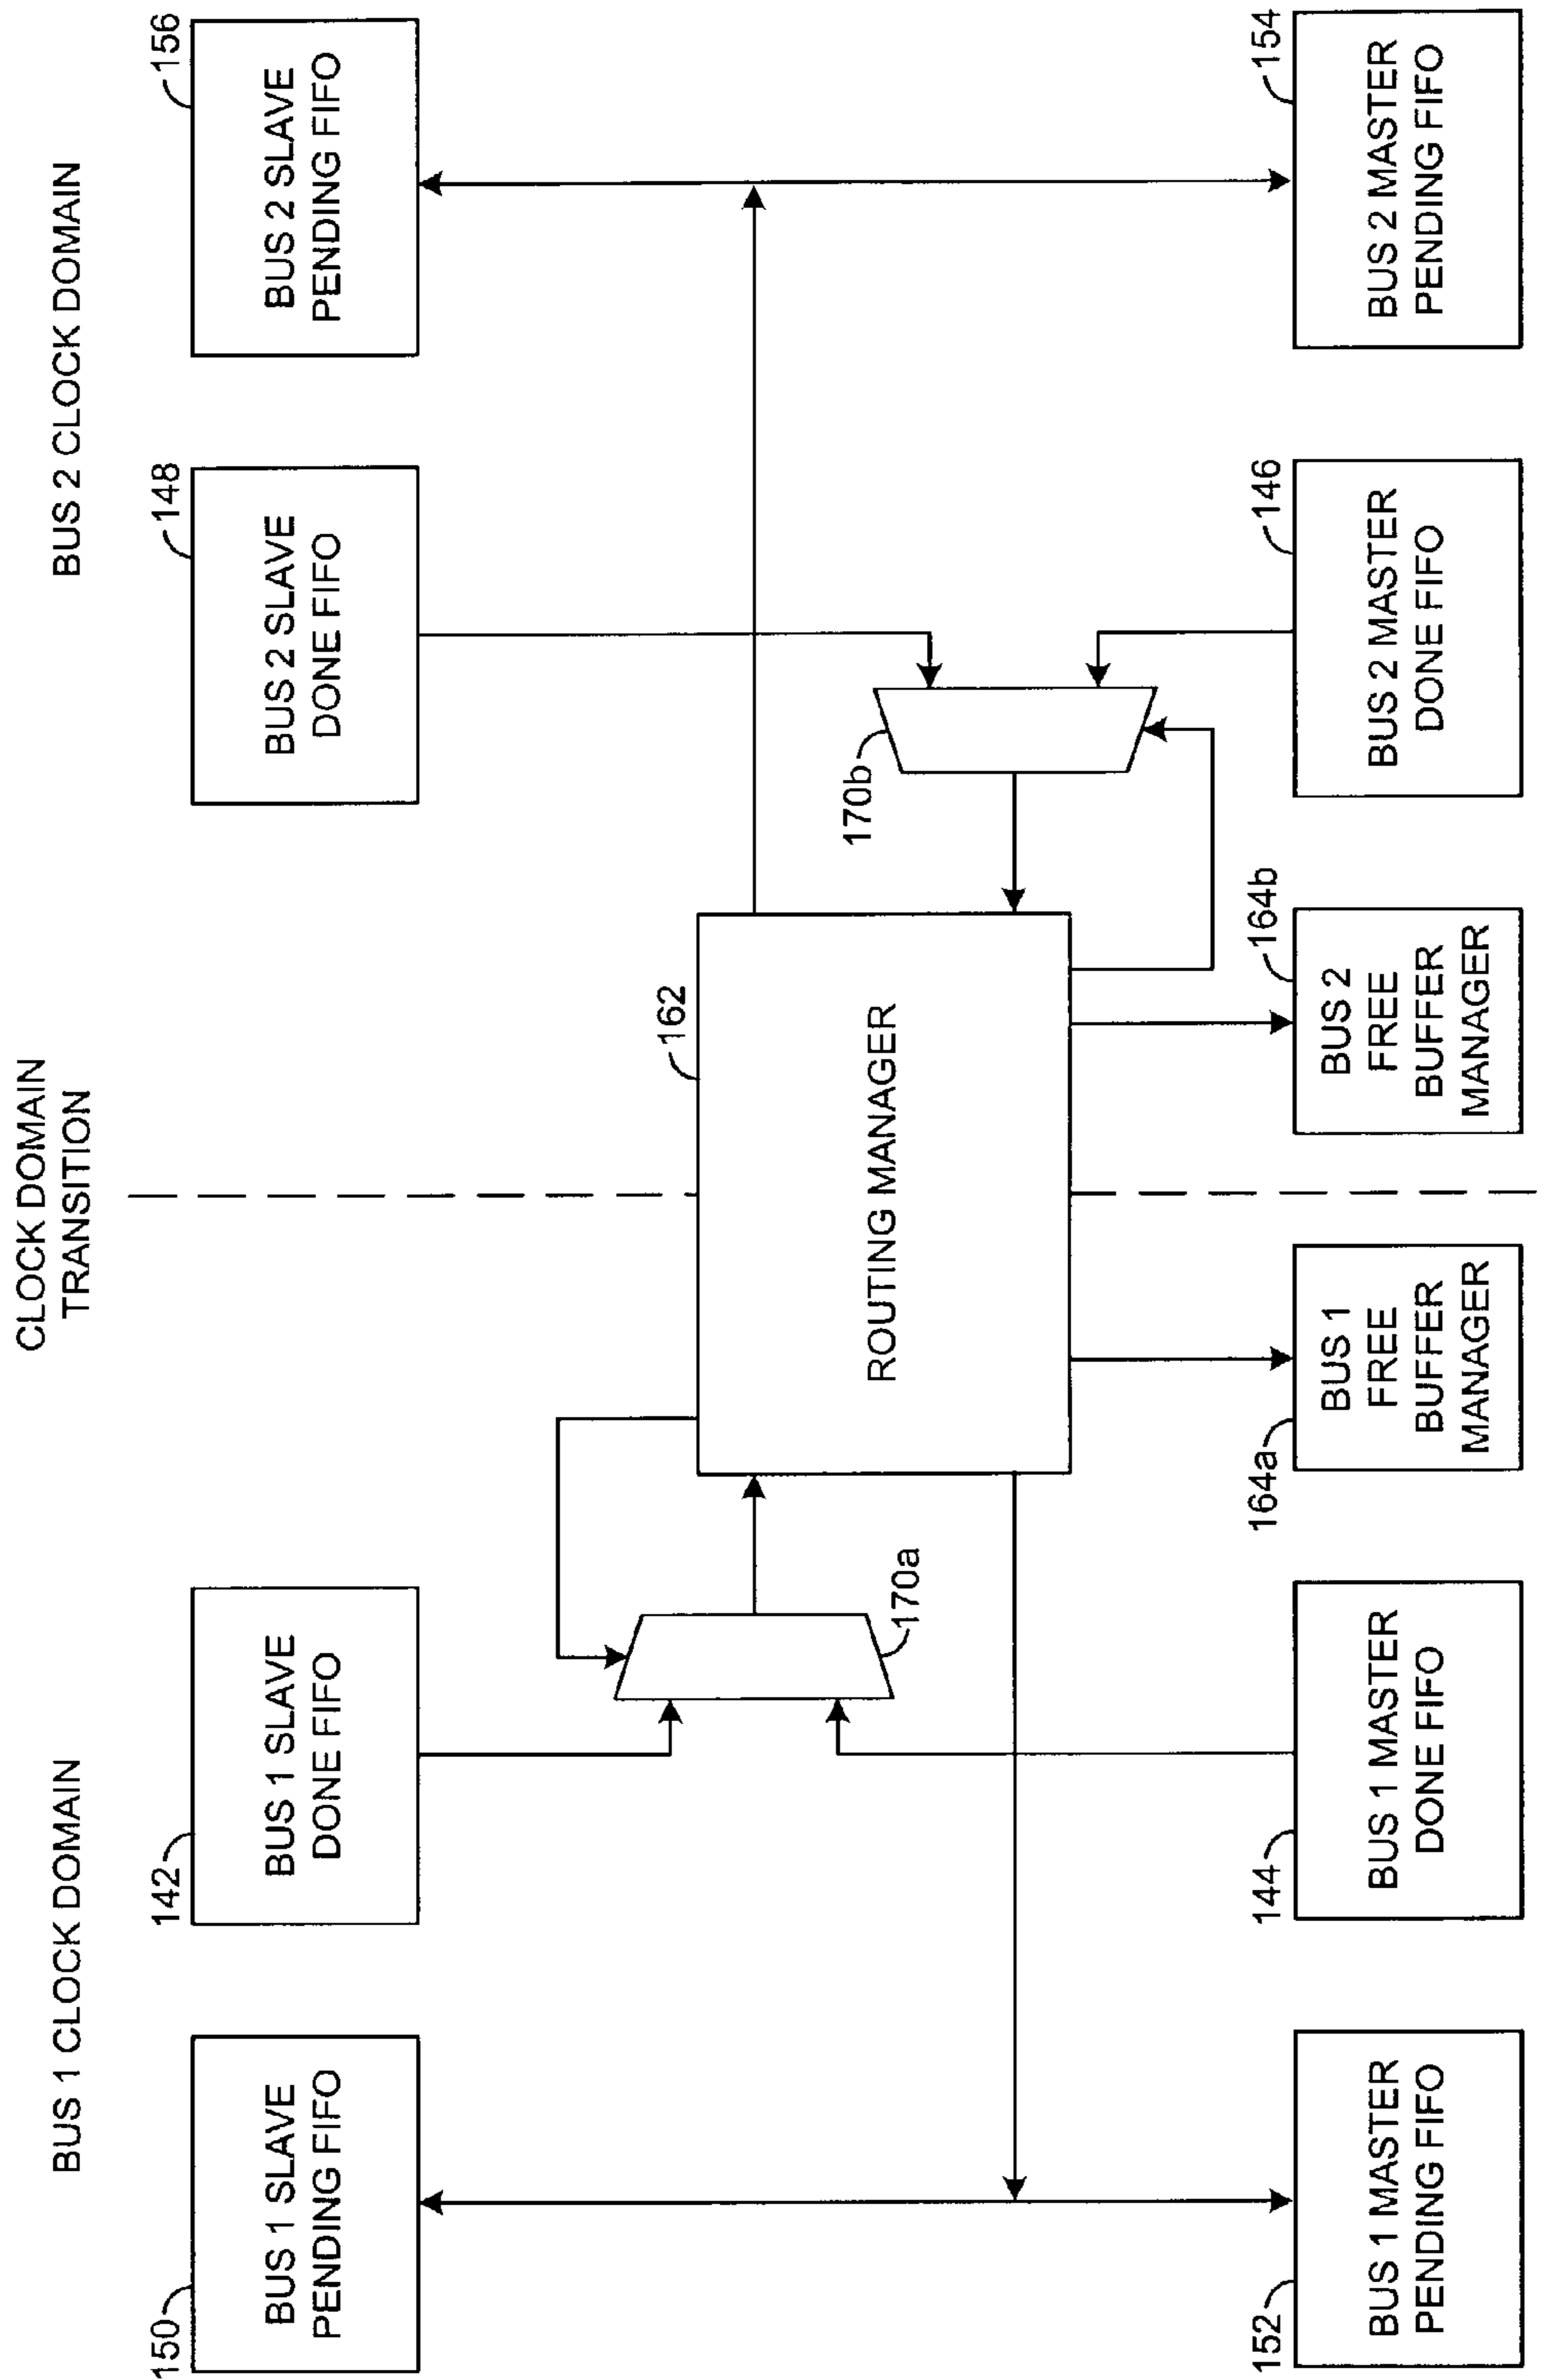 BUS 1 CLOCK DOMAIN
CLOCK DOMAIN
TRANSITION
BUS 2 CLOCK DOMAIN
150
BUS 1 SLAVE
PENDING FIFO
142
BUS 1 SLAVE
DONE FIFO
148
BUS 2 SLAVE
DONE FIFO
156
BUS 2 SLAVE
PENDING FIFO
162
ROUTING MANAGER
170a
170b
152
BUS 1 MASTER
PENDING FIFO
144
BUS 1 MASTER
DONE FIFO
164a
BUS 1
FREE
BUFFER
MANAGER
164b
BUS 2
FREE
BUFFER
MANAGER
146
BUS 2 MASTER
DONE FIFO
154
BUS 2 MASTER
PENDING FIFO